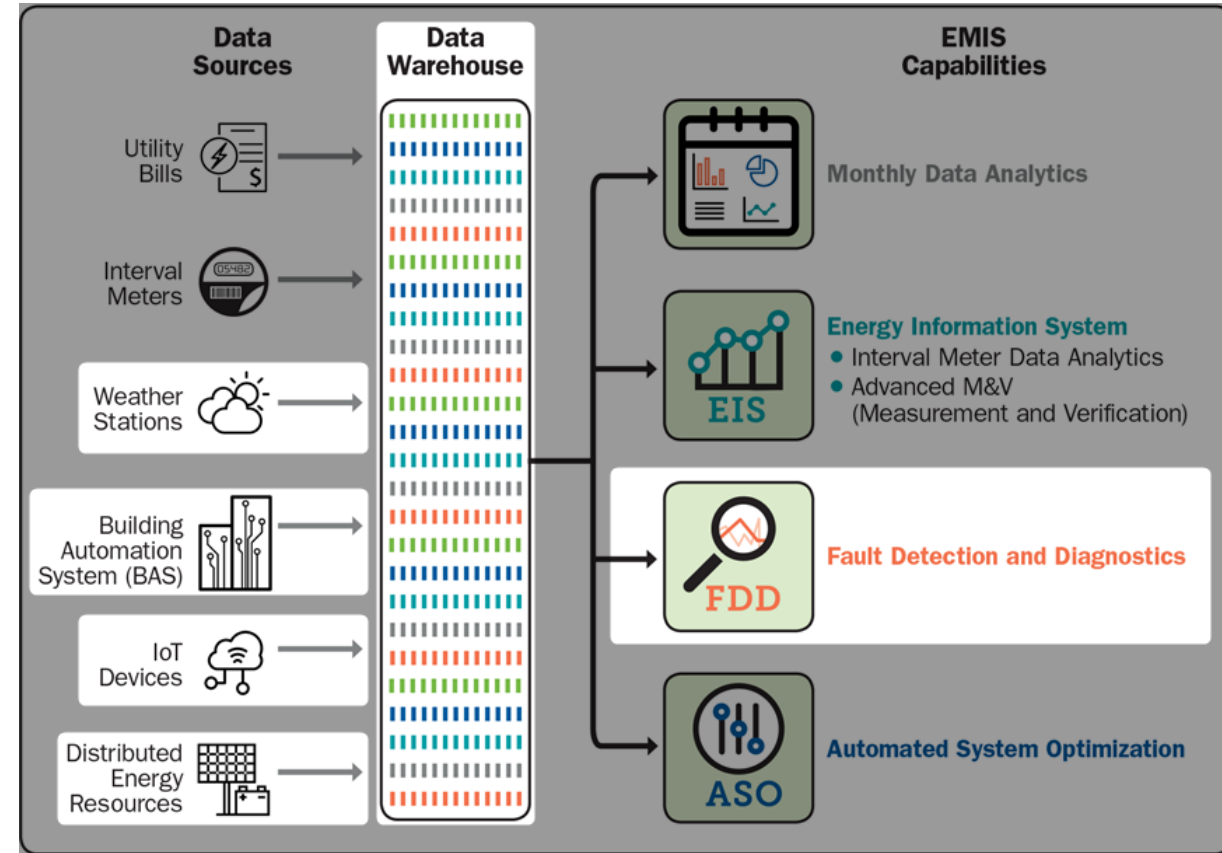 Data
Sources
Data
Warehouse
EMIS
Capabilities
Utility
Bills
$
Interval
Meters
05482
Weather
Stations
Building
Automation
System (BAS)
IoT
Devices
Distributed
Energy
Resources
Monthly Data Analytics
EIS
Energy Information System
• Interval Meter Data Analytics
• Advanced M&V
(Measurement and Verification)
FDD
Fault Detection and Diagnostics
ASO
Automated System Optimization